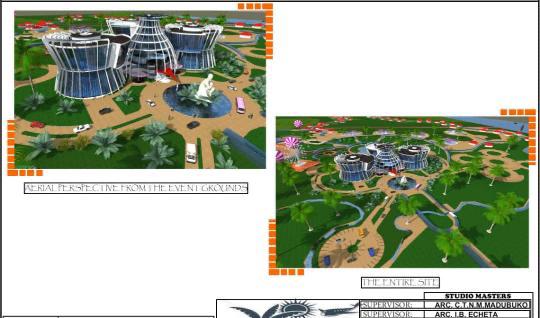 AERIAL PERSPECTIVE FROM THE EVENT GROUNDS
THE ENTIRE SITE
STUDIO MASTERS
SUPERVISOR: ARC. C.T.N.M.MADUBUKO
SUPERVISOR: ARC. I.B. ECHETA